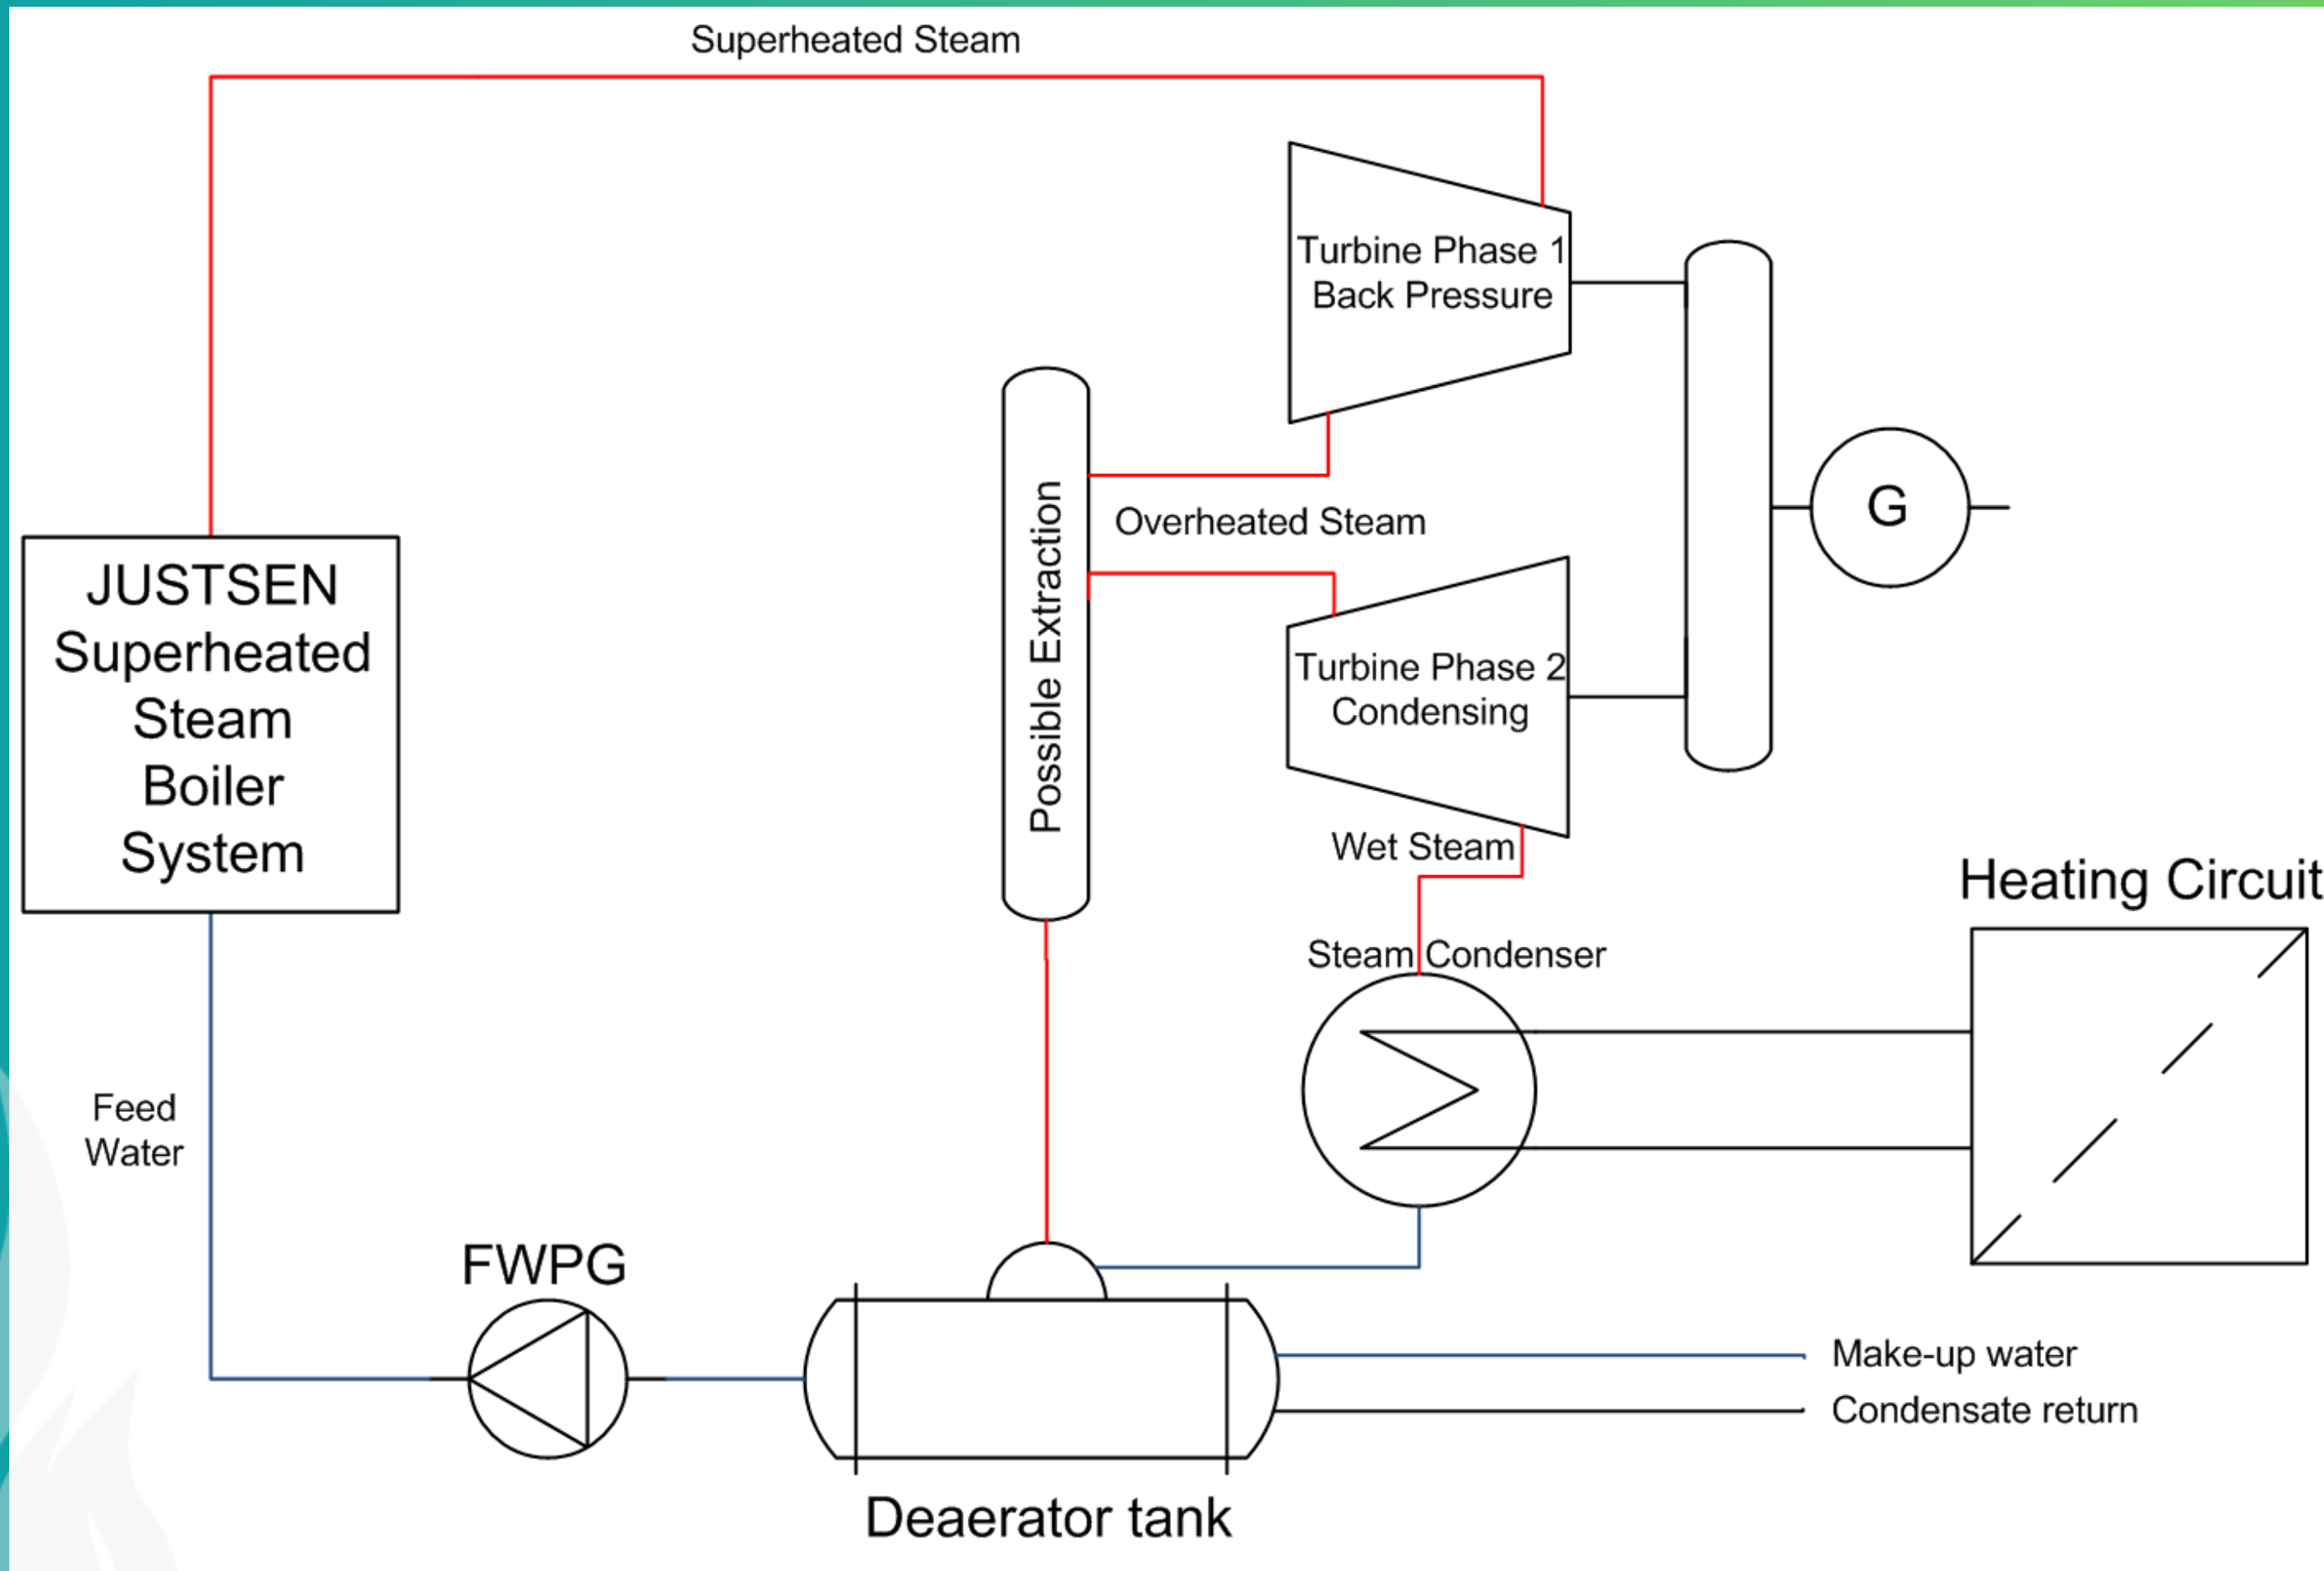 Superheated Steam
Turbine Phase 1
Back Pressure
Possible Extraction
Overheated Steam
G
JUSTSEN
Superheated
Steam
Boiler
System
Turbine Phase 2
Condensing
Wet Steam
Heating Circuit
Steam Condenser
Feed
Water
FWPG
Make-up water
Condensate return
Deaerator tank